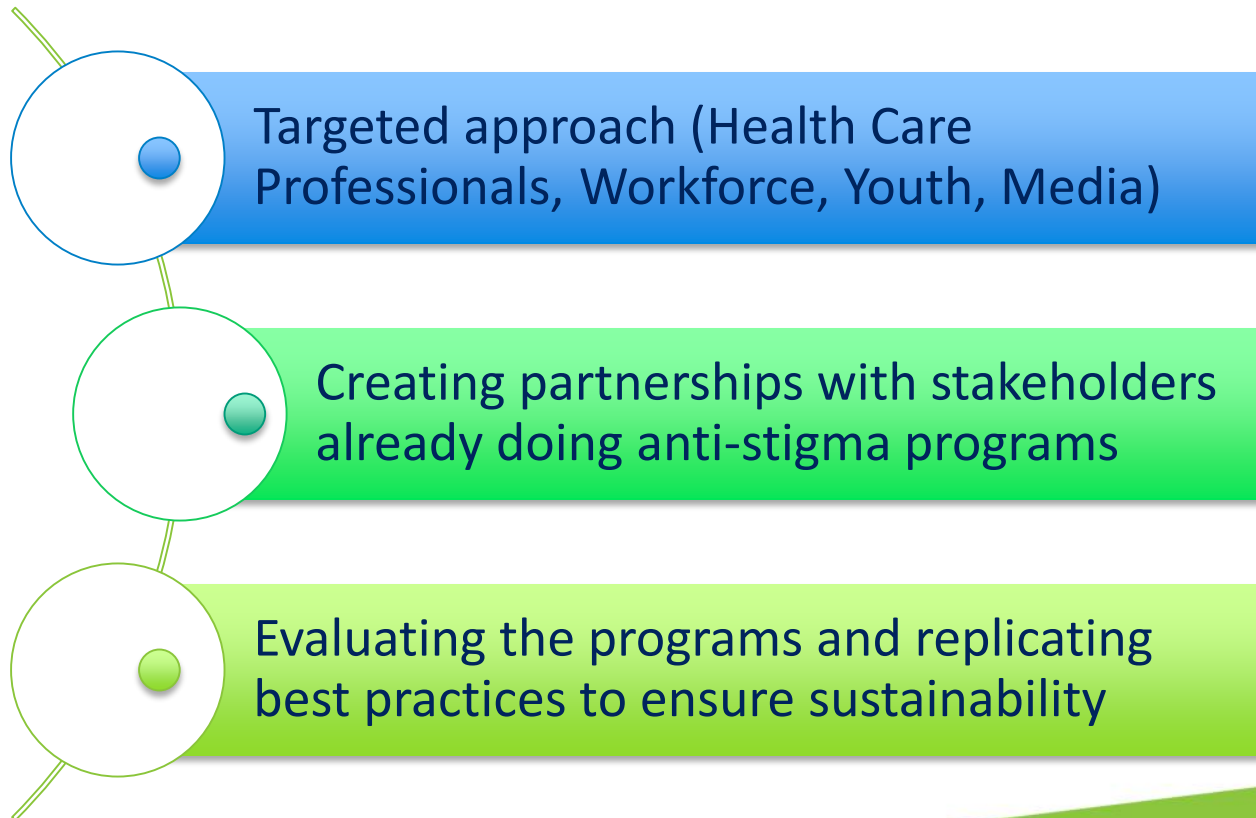 Targeted approach (Health Care
Professionals, Workforce, Youth, Media)
Creating partnerships with stakeholders
already doing anti-stigma programs
Evaluating the programs and replicating
best practices to ensure sustainability